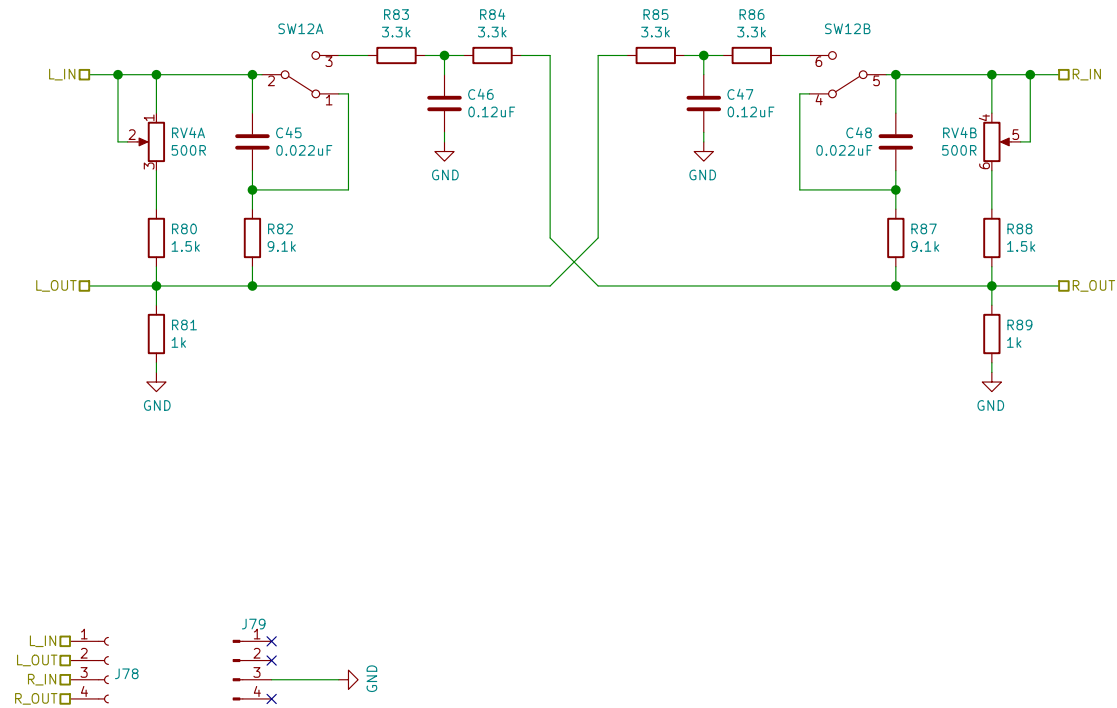 R83
3.3k
R84
3.3k
R85
3.3k
R86
3.3k
SW12A
SW12B
3
6
L_IN
2
1
5
4
R_IN
C46
0.12uF
C47
0.12uF
1
2
3
RV4A
500R
C45
0.022uF
C48
0.022uF
4
5
6
RV4B
500R
GND
GND
R80
1.5k
R82
9.1k
R87
9.1k
R88
1.5k
L_OUT
R_OUT
R81
1k
R89
1k
GND
GND
J79
L_IN 1
L_OUT 2
R_IN 3
R_OUT 4
J78
1
2
3
4
GND